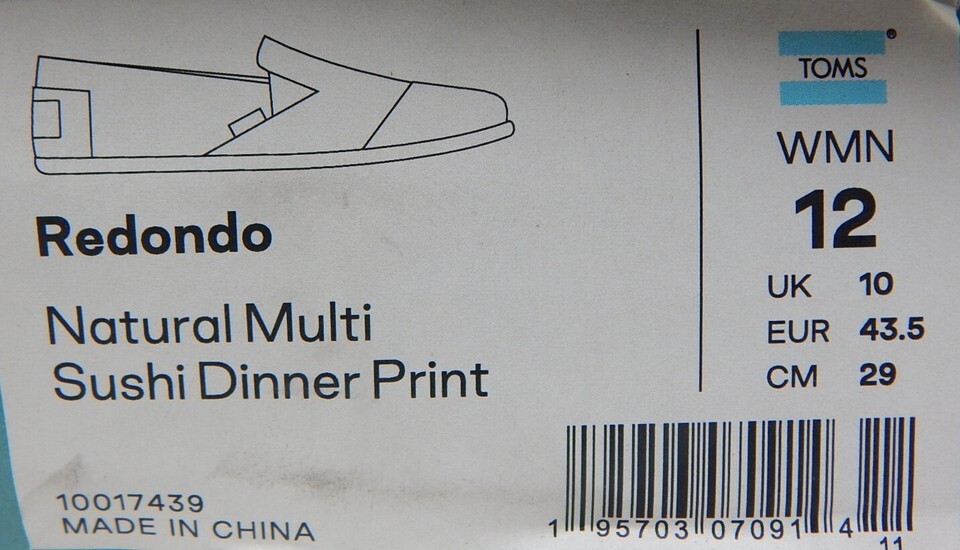 Redondo
Natural Multi
Sushi Dinner Print
10017439
MADE IN CHINA
TOMS®
WMN
12
UK 10
EUR 43.5
CM 29
1 95703 07091 4
11